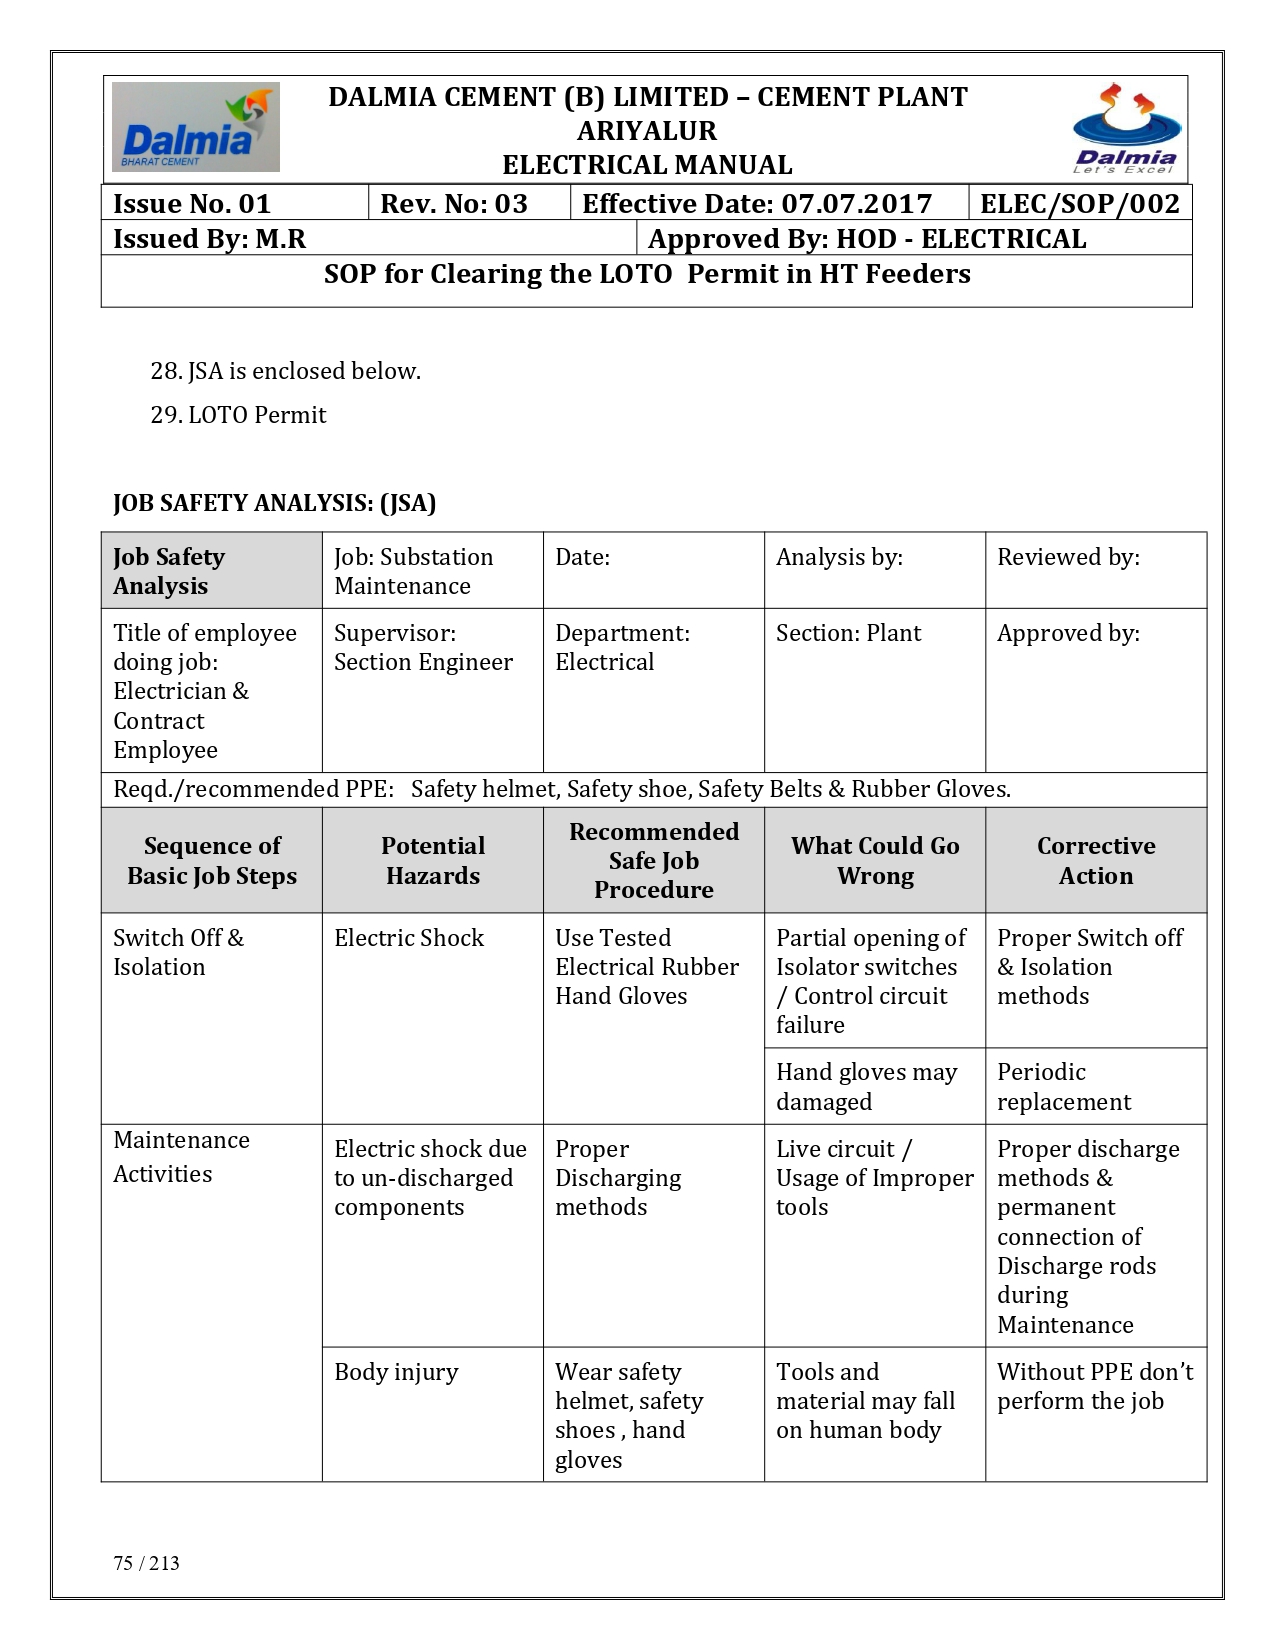 Dalmia
BHARAT CEMENT
DALMIA CEMENT (B) LIMITED – CEMENT PLANT
ARIYALUR
ELECTRICAL MANUAL
Dalmia
Let's Excel
Issue No. 01 Rev. No: 03 Effective Date: 07.07.2017 ELEC/SOP/002
Issued By: M.R Approved By: HOD - ELECTRICAL
SOP for Clearing the LOTO Permit in HT Feeders
28. JSA is enclosed below.
29. LOTO Permit
JOB SAFETY ANALYSIS: (JSA)
Job Safety
Analysis
Job: Substation
Maintenance
Date:
Analysis by:
Reviewed by:
Title of employee
doing job:
Electrician &
Contract
Employee
Supervisor:
Section Engineer
Department:
Electrical
Section: Plant
Approved by:
Reqd./recommended PPE: Safety helmet, Safety shoe, Safety Belts & Rubber Gloves.
Sequence of
Basic Job Steps
Potential
Hazards
Recommended
Safe Job
Procedure
What Could Go
Wrong
Corrective
Action
Switch Off &
Isolation
Electric Shock
Use Tested
Electrical Rubber
Hand Gloves
Partial opening of
Isolator switches
/ Control circuit
failure
Proper Switch off
& Isolation
methods
Hand gloves may
damaged
Periodic
replacement
Maintenance
Activities
Electric shock due
to un-discharged
components
Proper
Discharging
methods
Live circuit /
Usage of Improper
tools
Proper discharge
methods &
permanent
connection of
Discharge rods
during
Maintenance
Body injury
Wear safety
helmet, safety
shoes , hand
gloves
Tools and
material may fall
on human body
Without PPE don’t
perform the job
75 / 213